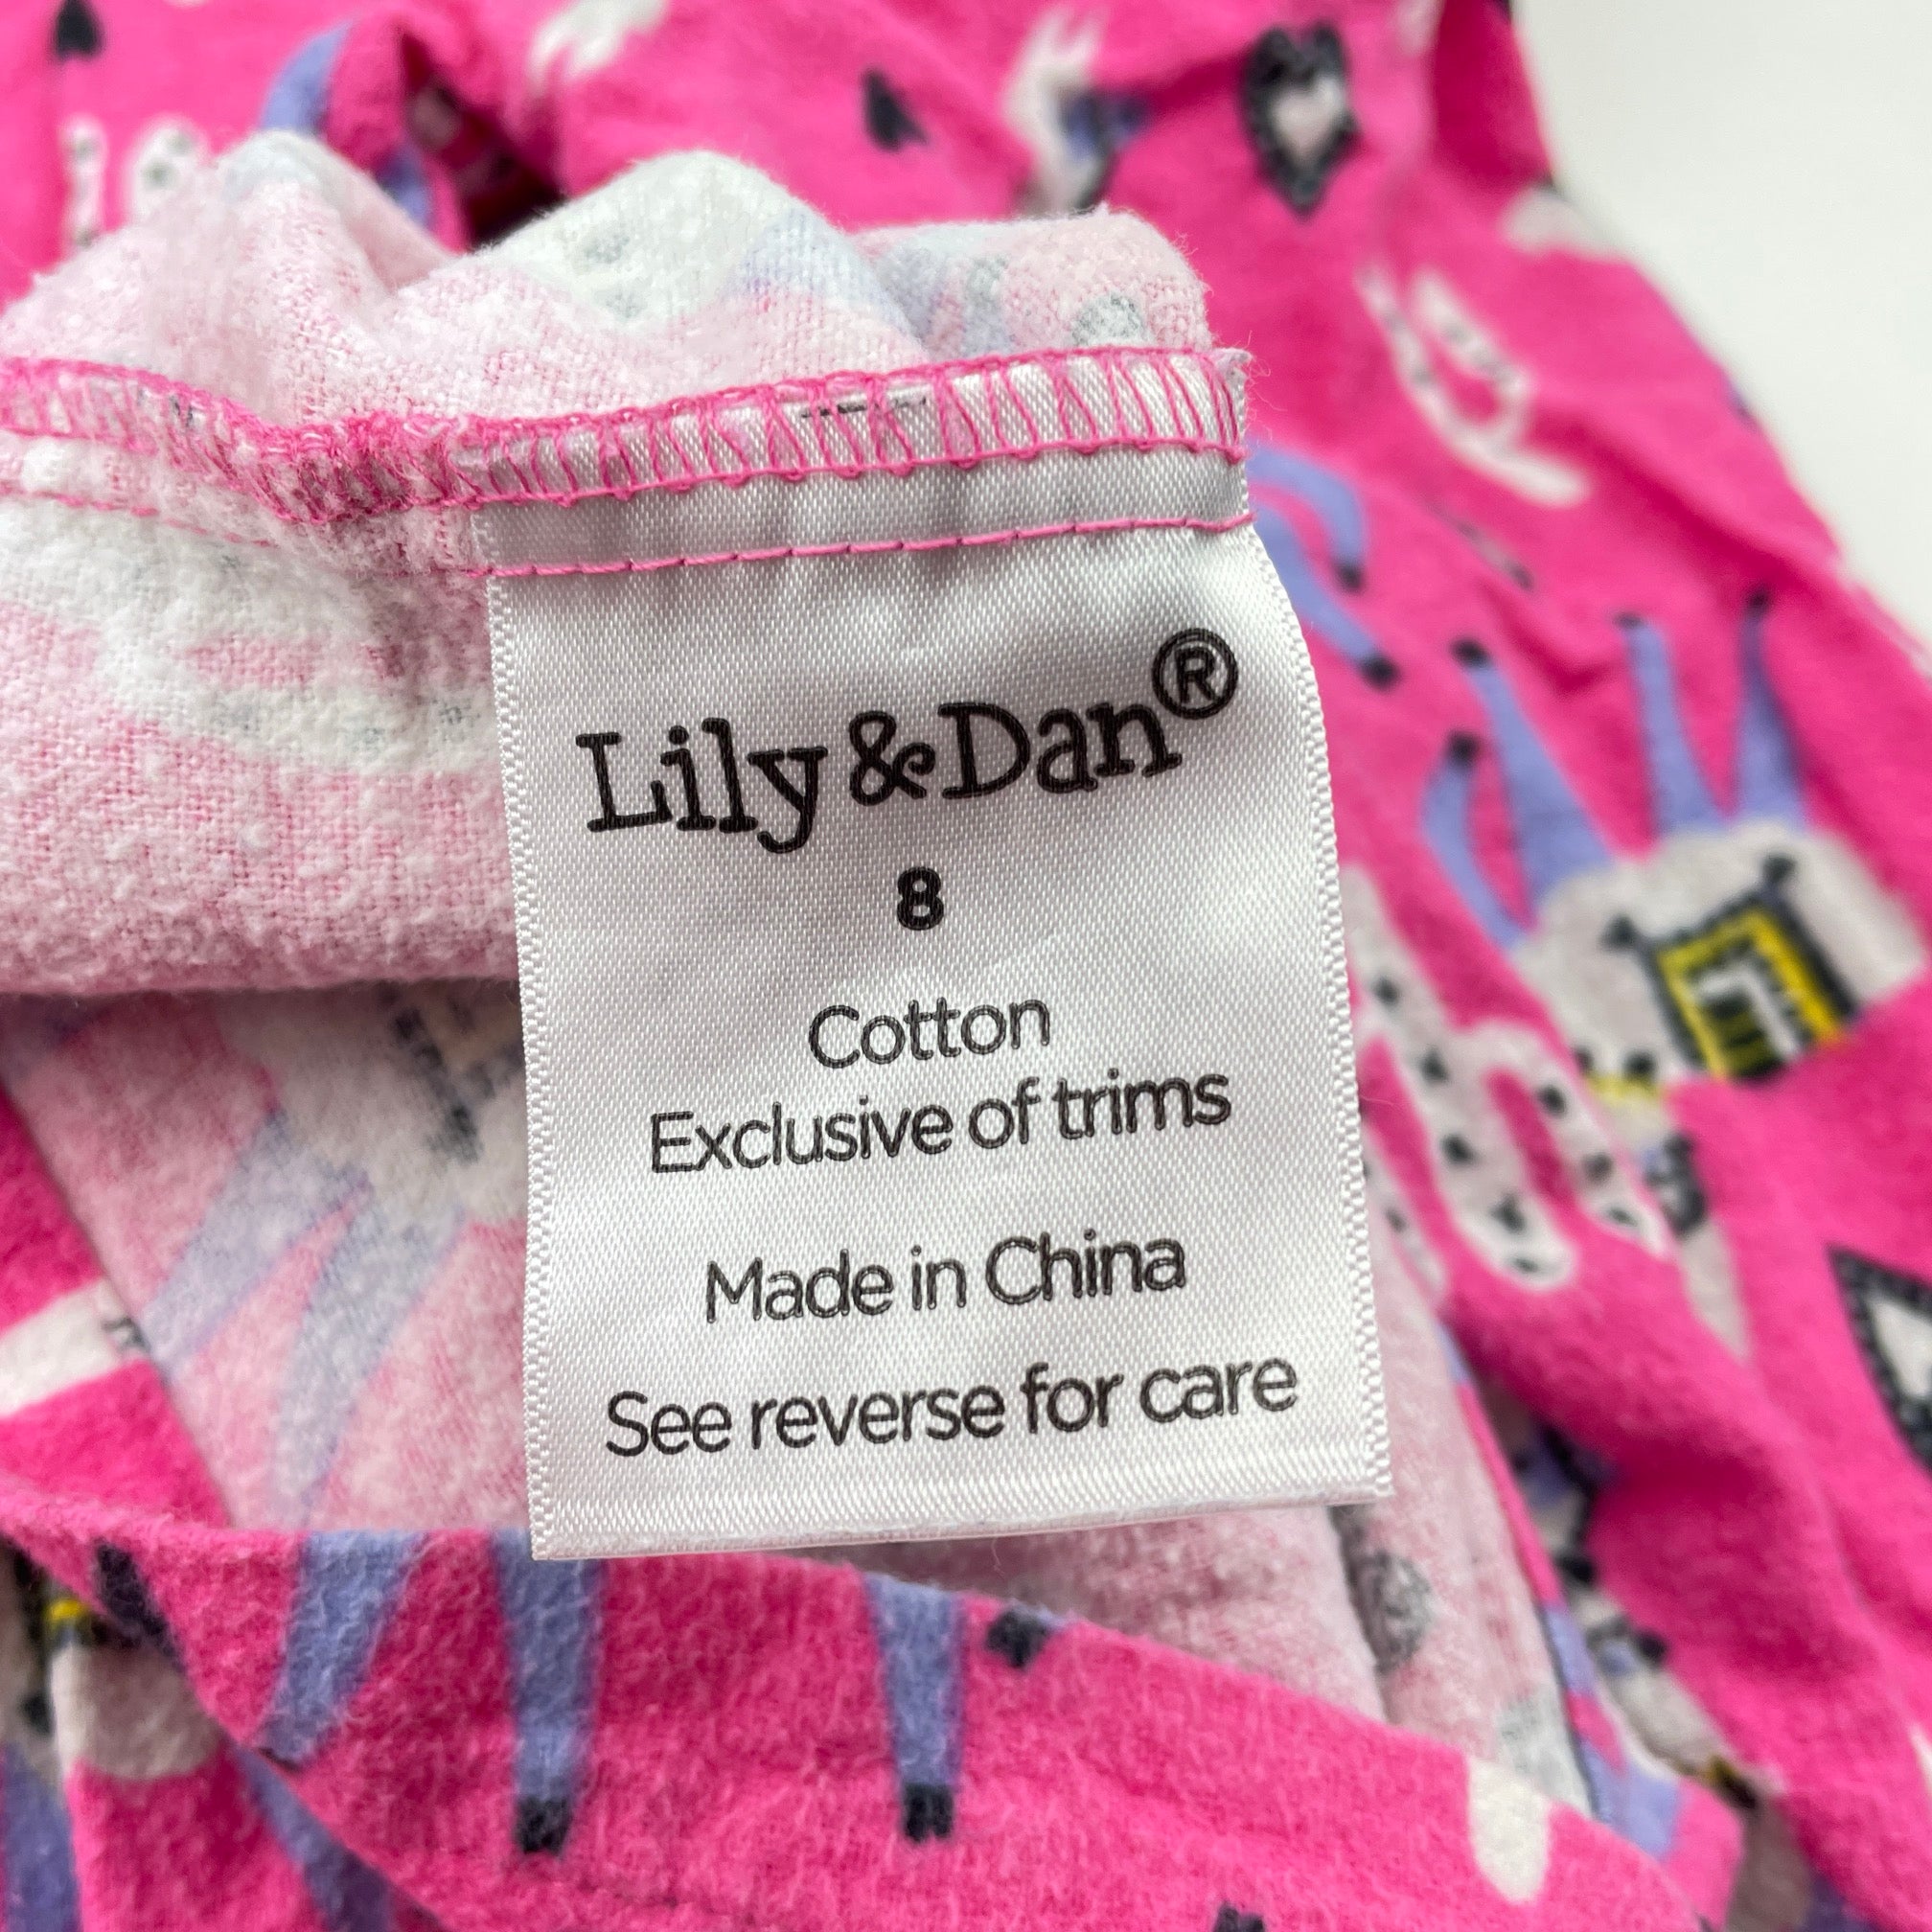 Lily & Dan®
8
Cotton
Exclusive of trims
Made in China
See reverse for care